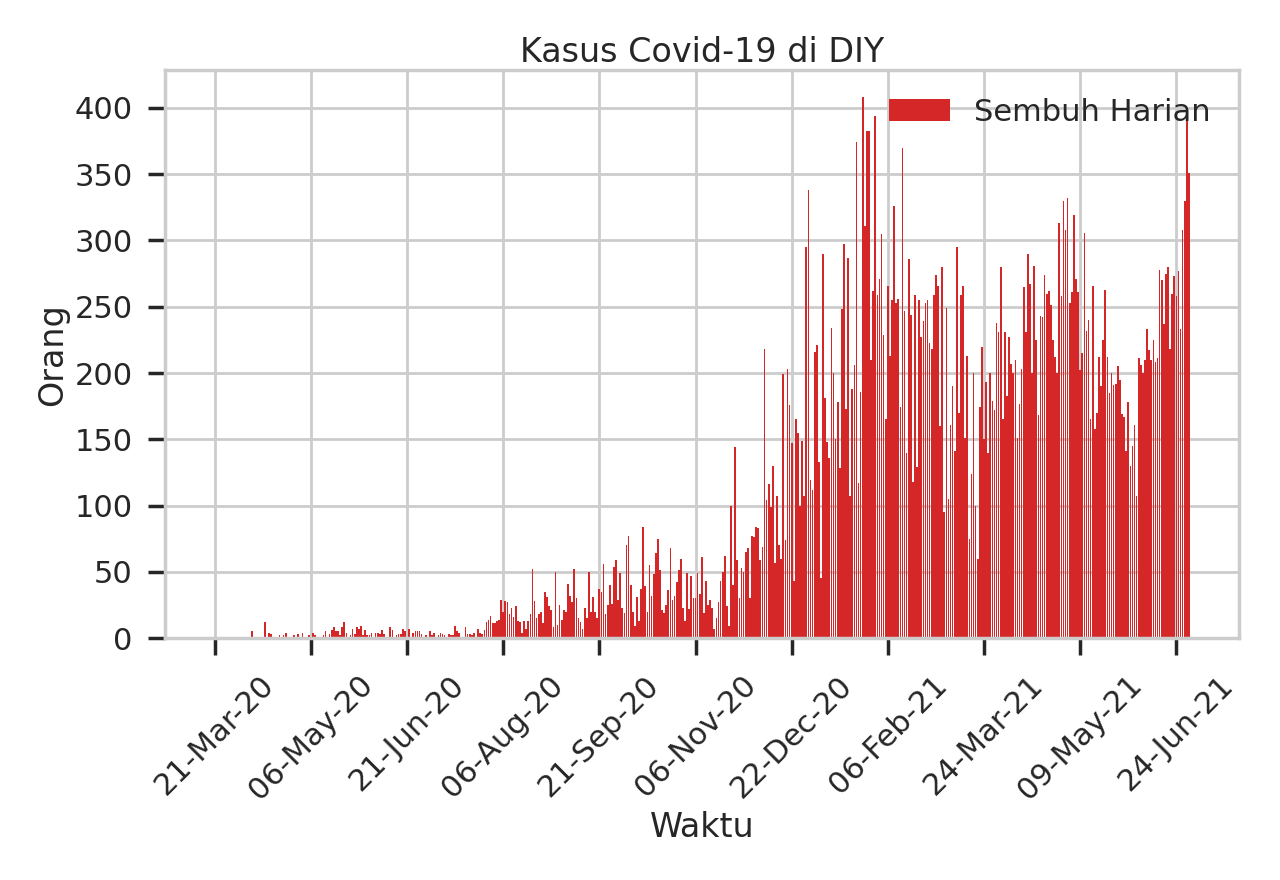 Kasus Covid-19 di DIY
Sembuh Harian
400
350
300
250
200
150
100
50
0
Orang
21-Mar-20
06-May-20
21-Jun-20
06-Aug-20
21-Sep-20
06-Nov-20
22-Dec-20
06-Feb-21
24-Mar-21
09-May-21
24-Jun-21
Waktu